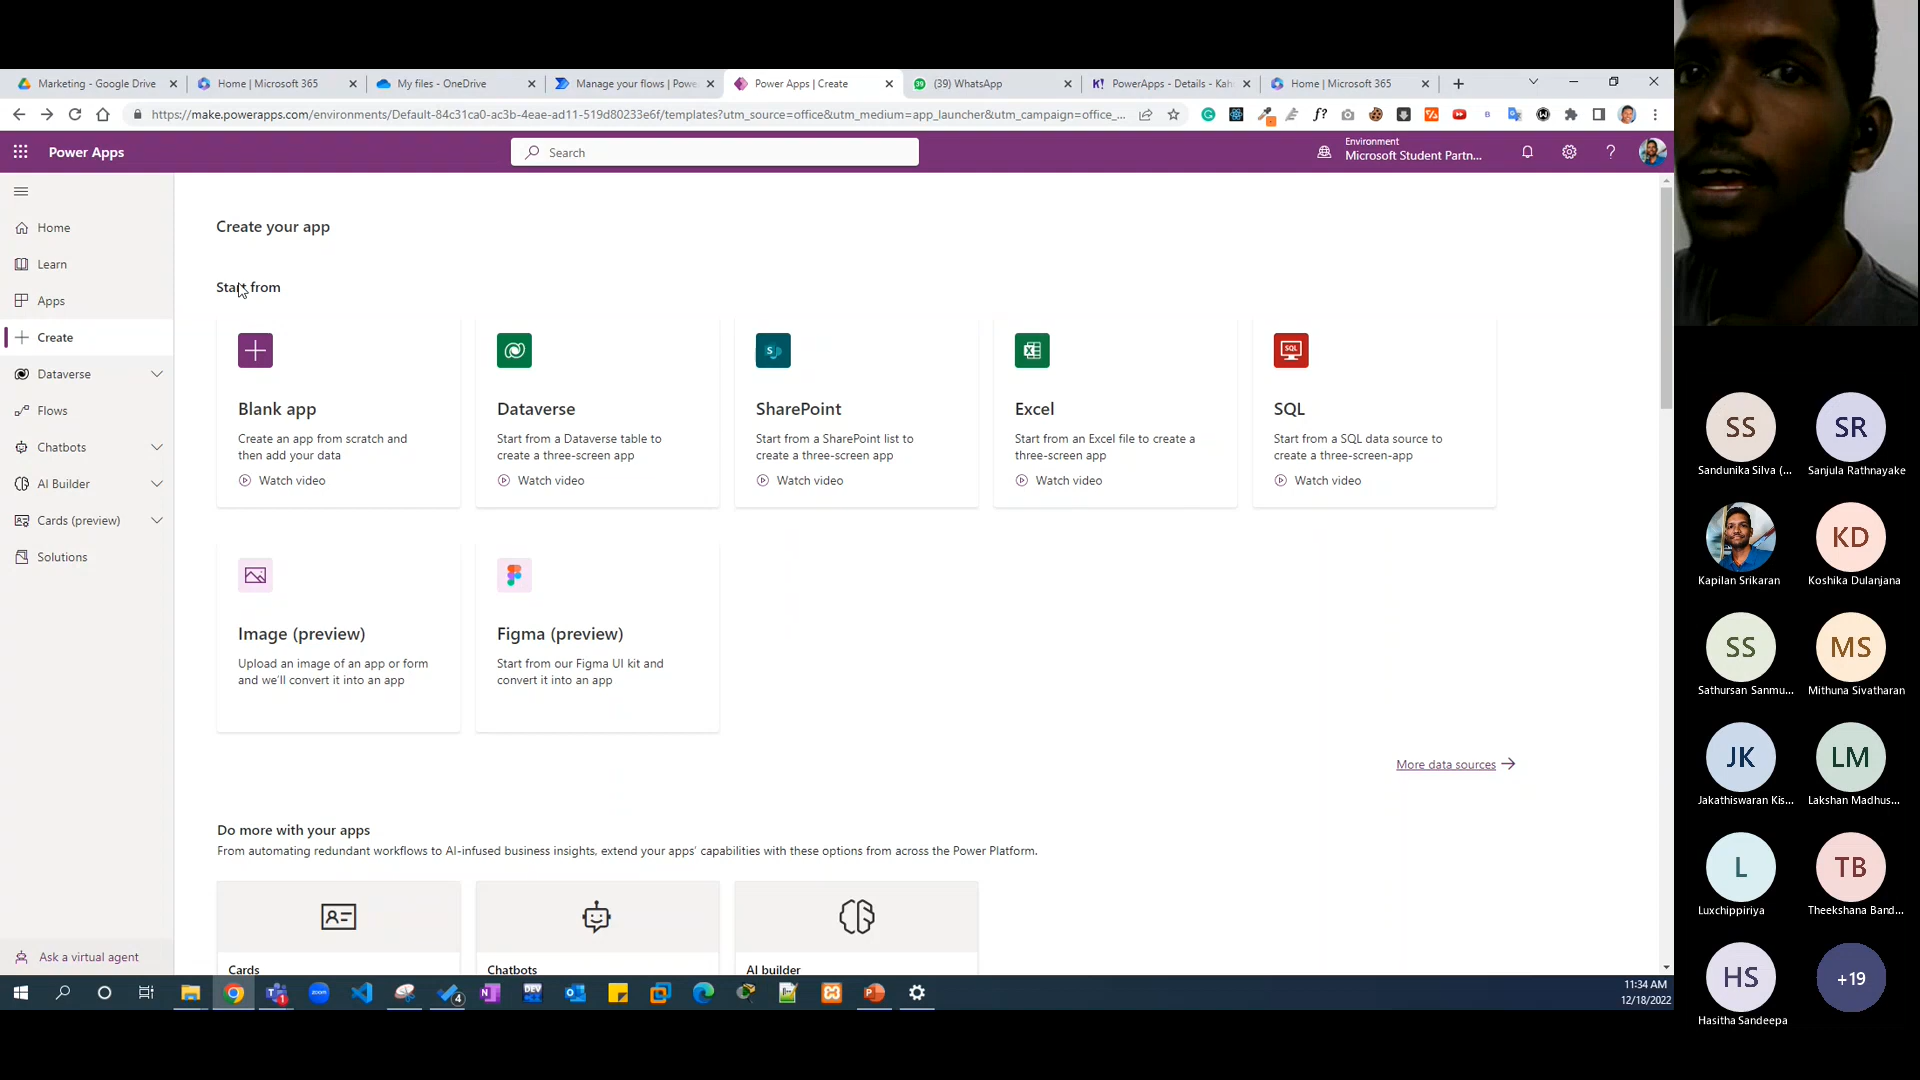 Marketing - Google Drive
Home | Microsoft 365
My files - OneDrive
Manage your flows | Powe
Power Apps | Create
(39) WhatsApp
PowerApps - Details - Kah
Home | Microsoft 365
https://make.powerapps.com/environments/Default-84c31ca0-ac3b-4eae-ad11-519d80233e6f/templates?utm_source=office&utm_medium=app_launcher&utm_campaign=office_...
Power Apps
Search
Environment
Microsoft Student Partn...
Home
Learn
Apps
Create
Dataverse
Flows
Chatbots
AI Builder
Cards (preview)
Solutions
Ask a virtual agent
Create your app
Start from
Blank app
Create an app from scratch and
then add your data
Watch video
Dataverse
Start from a Dataverse table to
create a three-screen app
Watch video
SharePoint
Start from a SharePoint list to
create a three-screen app
Watch video
Excel
Start from an Excel file to create a
three-screen app
Watch video
SQL
SQL
Start from a SQL data source to
create a three-screen-app
Watch video
Image (preview)
Upload an image of an app or form
and we'll convert it into an app
Figma (preview)
Start from our Figma UI kit and
convert it into an app
More data sources
Do more with your apps
From automating redundant workflows to AI-infused business insights, extend your apps' capabilities with these options from across the Power Platform.
Cards
Chatbots
AI builder
11:34 AM
12/18/2022
SS
Sandunika Silva (...
SR
Sanjula Rathnayake
Kapilan Srikaran
KD
Koshika Dulanjana
SS
Sathursan Sanmu...
MS
Mithuna Sivatharan
JK
Jakathiswaran Kis...
LM
Lakshan Madhus...
L
Luxchippiriya
TB
Theekshana Band...
HS
Hasitha Sandeepa
+19